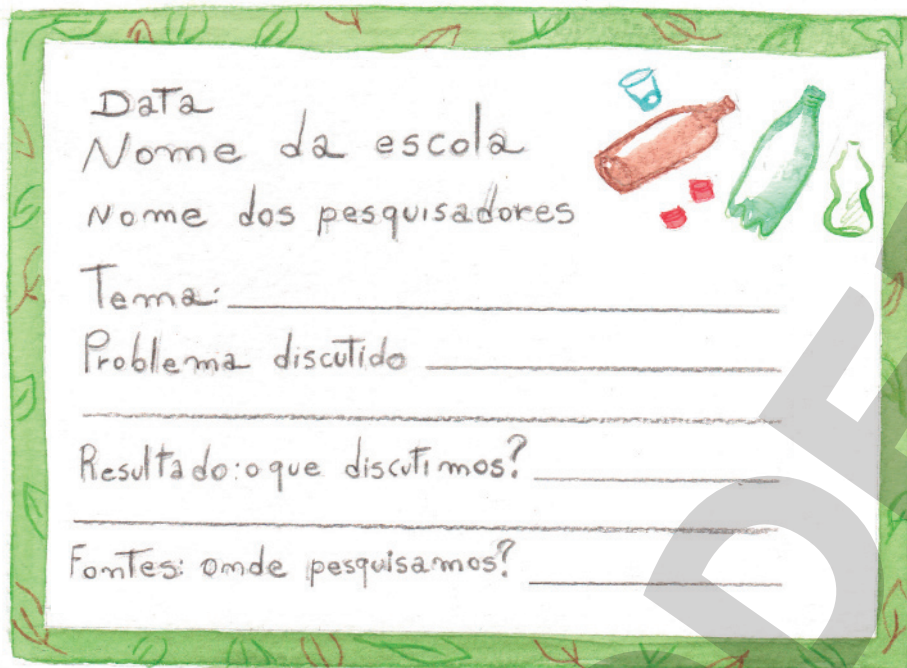 Data
Nome da escola
Nome dos pesquisadores
Tema:
Problema discutido
Resultado: o que discutimos?
Fontes: onde pesquisamos?